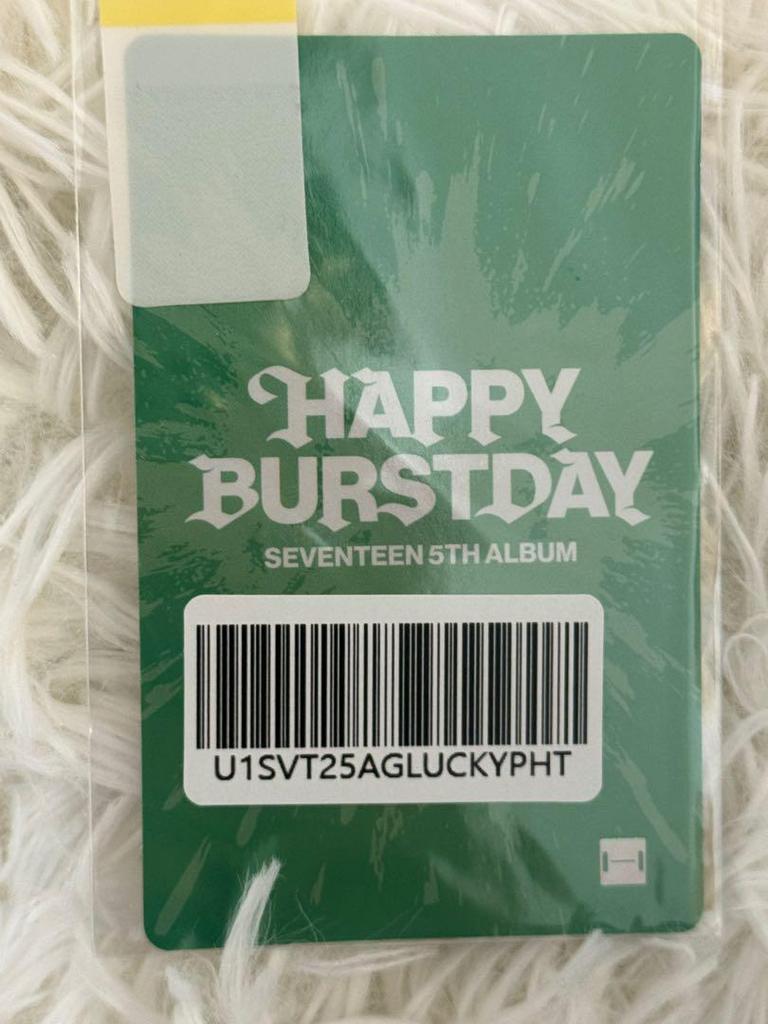 HAPPY
BURSTDAY
SEVENTEEN 5TH ALBUM
U1SVT25AGLUCKYPHT